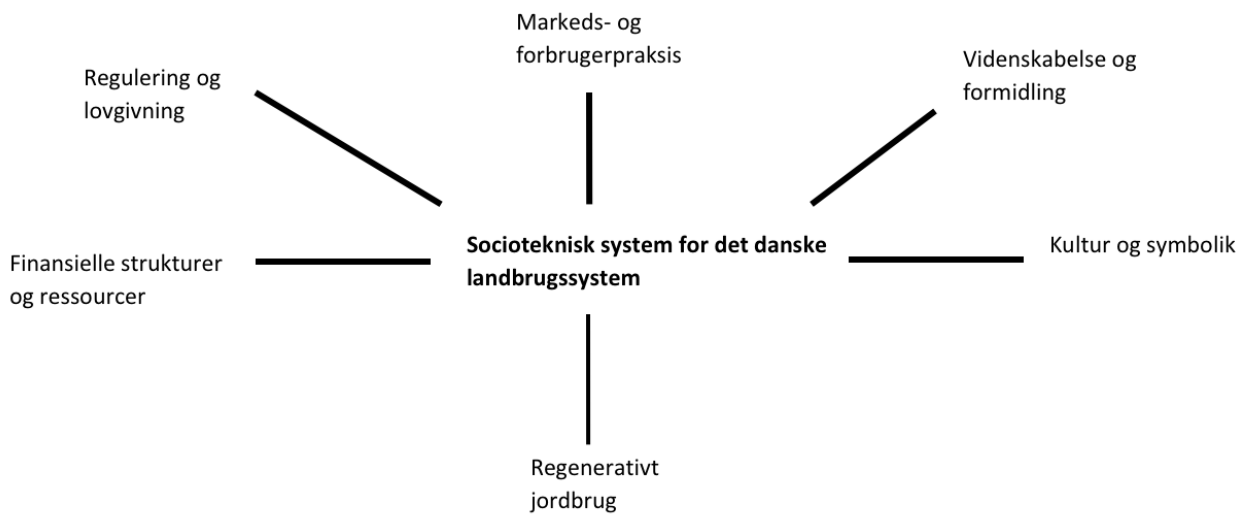 Markeds- og
forbrugerpraksis
Regulering og
lovgivning
Videnskabelse og
formidling
Finansielle strukturer
og ressourcer
Socioteknisk system for det danske
landbrugssystem
Kultur og symbolik
Regenerativt
jordbrug